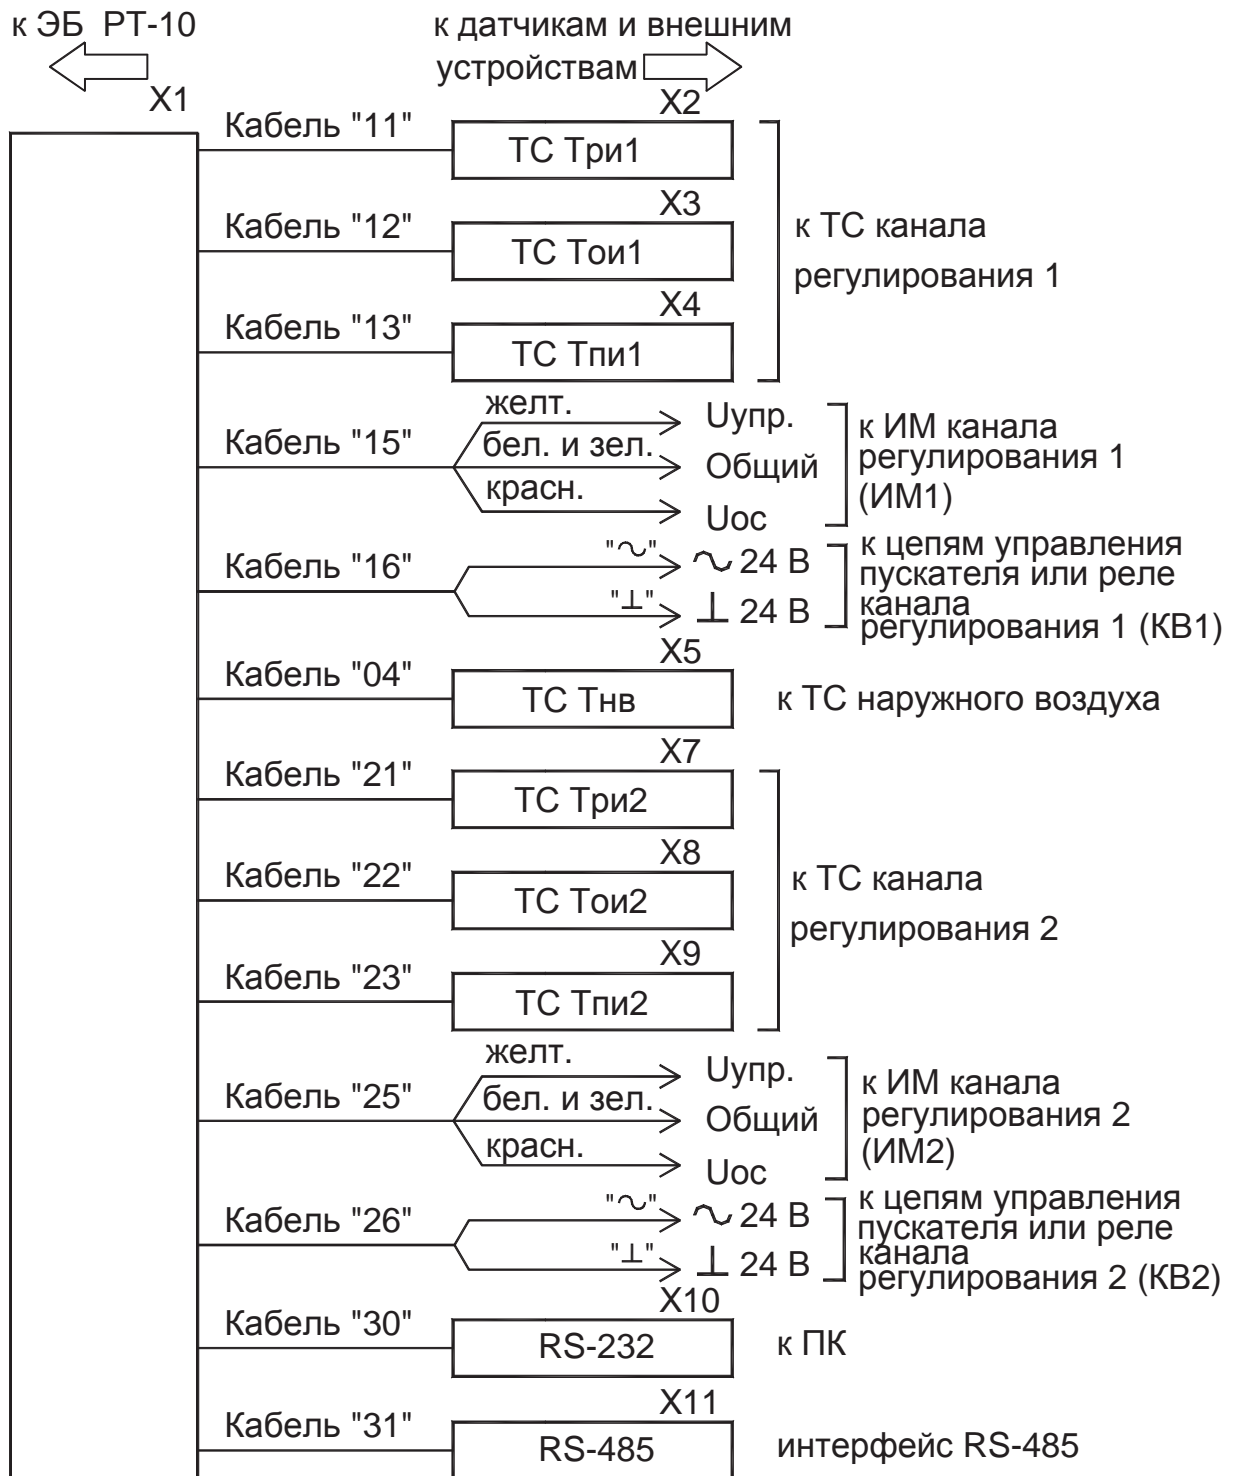 к ЭБ РТ-10
к датчикам и внешним
устройствам
X1
X2
Кабель "11"
ТС Три1
X3
Кабель "12"
ТС Тои1
к ТС канала
регулирования 1
X4
Кабель "13"
ТС Тпи1
желт.
Uупр.
Кабель "15"
бел. и зел.
Общий
красн.
Uос
к ИМ канала
регулирования 1
(ИМ1)
Кабель "16"
"~"
~ 24 В
"⊥"
⊥ 24 В
к цепям управления
пускателя или реле
канала
регулирования 1 (КВ1)
X5
Кабель "04"
ТС Тнв
к ТС наружного воздуха
X7
Кабель "21"
ТС Три2
X8
Кабель "22"
ТС Тои2
к ТС канала
регулирования 2
X9
Кабель "23"
ТС Тпи2
желт.
Uупр.
Кабель "25"
бел. и зел.
Общий
красн.
Uос
к ИМ канала
регулирования 2
(ИМ2)
Кабель "26"
"~"
~ 24 В
"⊥"
⊥ 24 В
к цепям управления
пускателя или реле
канала
регулирования 2 (КВ2)
X10
Кабель "30"
RS-232
к ПК
X11
Кабель "31"
RS-485
интерфейс RS-485